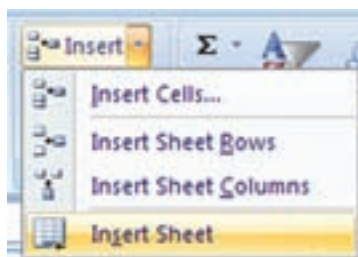 Insert Σ A
Insert Cells...
Insert Sheet Rows
Insert Sheet Columns
Insert Sheet